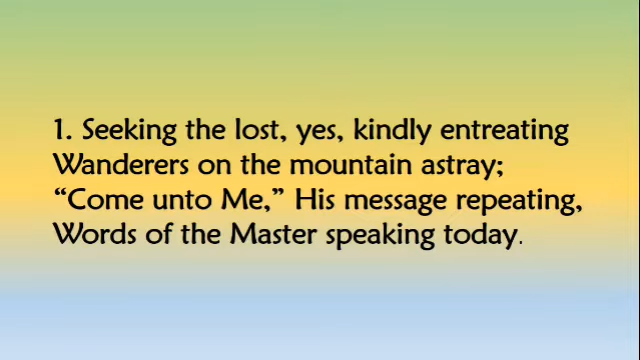 1. Seeking the lost, yes, kindly entreating
Wanderers on the mountain astray;
“Come unto Me,” His message repeating,
Words of the Master speaking today.